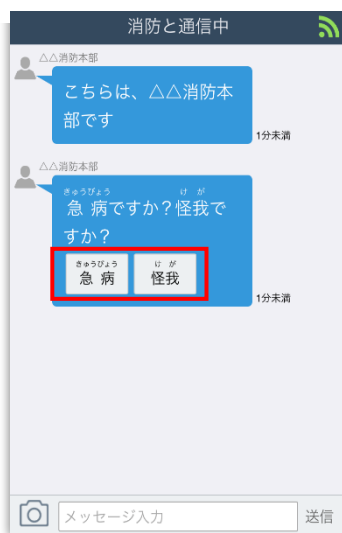 消防と通信中
△△消防本部
こちらは、△△消防本
部です
1分未満
△△消防本部
きゅうびょう けが
急病ですか?怪我で
すか?
きゅうびょう けが
急病 怪我
1分未満
メッセージ入力 送信